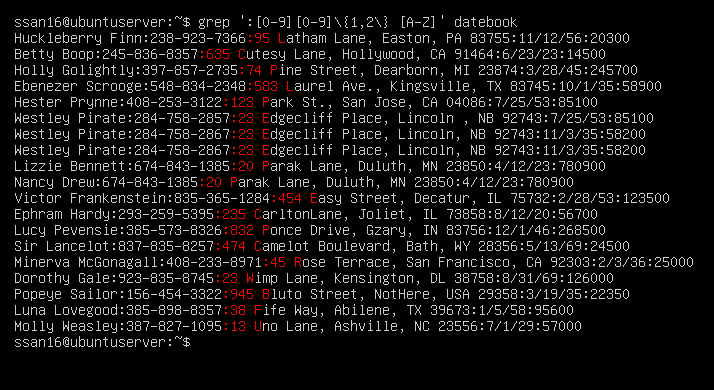 ssan16@ubuntuserver:~$ grep ':[0-9][0-9]\{1,2\} [A-Z]' datebook
Huckleberry Finn:238-923-7366:95 Latham Lane, Easton, PA 83755:11/12/56:20300
Betty Boop:245-836-8357:635 Cutesy Lane, Hollywood, CA 91464:6/23/23:14500
Holly Golightly:397-857-2735:74 Pine Street, Dearborn, MI 23874:3/28/45:245700
Ebenezer Scrooge:548-834-2348:583 Laurel Ave., Kingsville, TX 83745:10/1/35:58900
Hester Prynne:408-253-3122:123 Park St., San Jose, CA 04086:7/25/53:85100
Westley Pirate:284-758-2857:23 Edgecliff Place, Lincoln , NB 92743:7/25/53:85100
Westley Pirate:284-758-2867:23 Edgecliff Place, Lincoln, NB 92743:11/3/35:58200
Westley Pirate:284-758-2867:23 Edgecliff Place, Lincoln, NB 92743:11/3/35:58200
Lizzie Bennett:674-843-1385:20 Parak Lane, Duluth, MN 23850:4/12/23:780900
Nancy Drew:674-843-1385:20 Parak Lane, Duluth, MN 23850:4/12/23:780900
Victor Frankenstein:835-365-1284:454 Easy Street, Decatur, IL 75732:2/28/53:123500
Ephram Hardy:293-259-5395:235 CarltonLane, Joliet, IL 73858:8/12/20:56700
Lucy Pevensie:385-573-8326:832 Ponce Drive, Gzary, IN 83756:12/1/46:268500
Sir Lancelot:837-835-8257:474 Camelot Boulevard, Bath, WY 28356:5/13/69:24500
Minerva McGonagall:408-233-8971:45 Rose Terrace, San Francisco, CA 92303:2/3/36:25000
Dorothy Gale:923-835-8745:23 Wimp Lane, Kensington, DL 38758:8/31/69:126000
Popeye Sailor:156-454-3322:945 Bluto Street, NotHere, USA 29358:3/19/35:22350
Luna Lovegood:385-898-8357:38 Fife Way, Abilene, TX 39673:1/5/58:95600
Molly Weasley:387-827-1095:13 Uno Lane, Ashville, NC 23556:7/1/29:57000
ssan16@ubuntuserver:~$